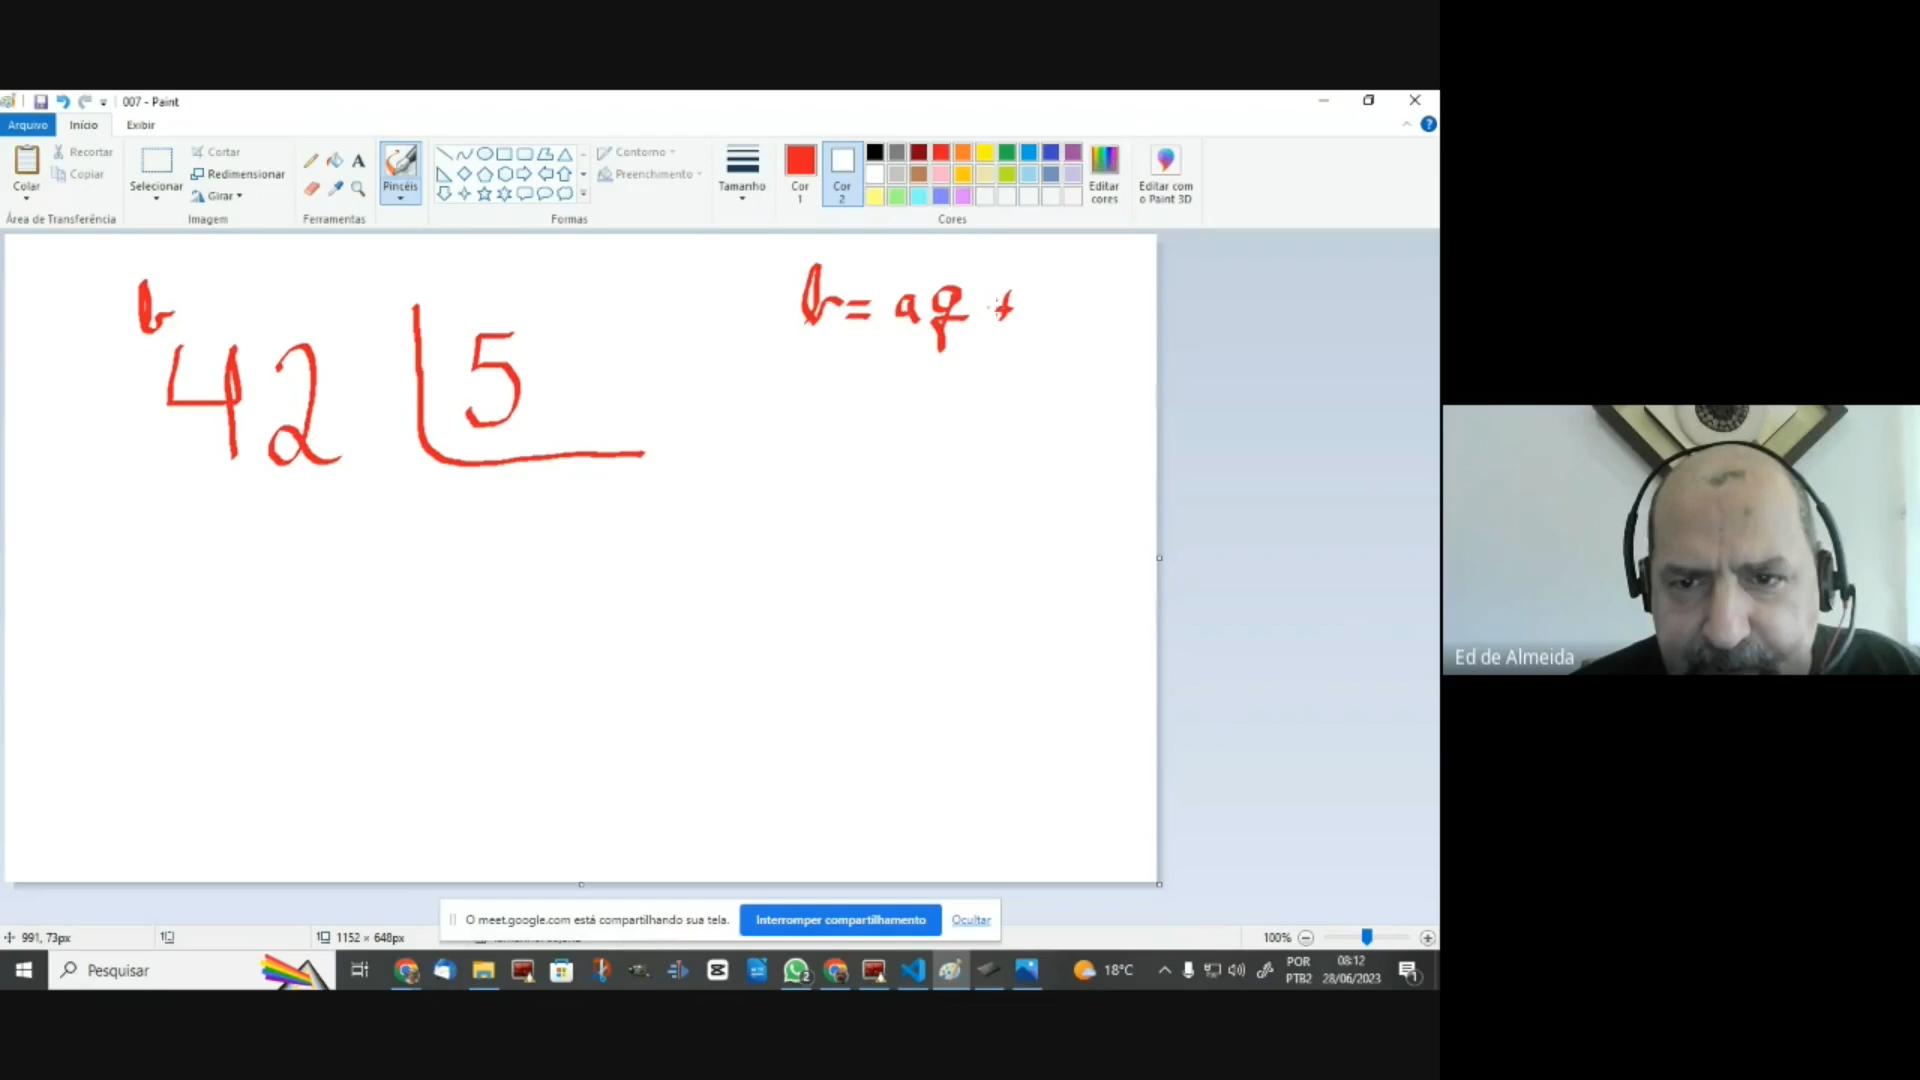 007 - Paint
Arquivo Início Exibir
Colar
Recortar
Copiar
Área de Transferência
Selecionar
Cortar
Redimensionar
Girar
Imagem
Ferramentas
Pincéis
Formas
Contorno
Preenchimento
Tamanho
Cor 1
Cor 2
Cores
Editar cores
Editar com o Paint 3D
b
42 5
b = aq +
Ed de Almeida
O meet.google.com está compartilhando sua tela. Interromper compartilhamento Ocultar
991, 73px 1152 × 648px 100%
Pesquisar
2
18°C
POR
PTB2
08:12
28/06/2023
1